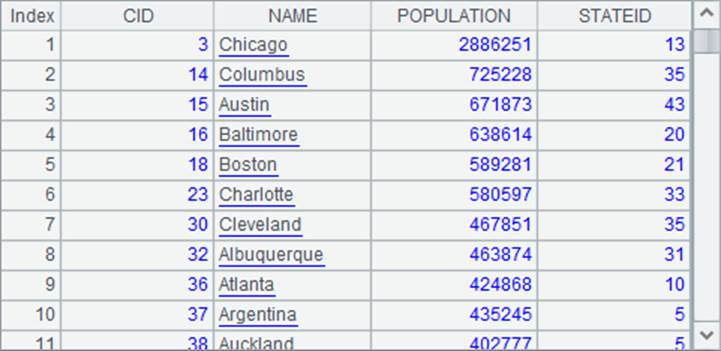 Index CID NAME POPULATION STATEID
1 3 Chicago 2886251 13
2 14 Columbus 725228 35
3 15 Austin 671873 43
4 16 Baltimore 638614 20
5 18 Boston 589281 21
6 23 Charlotte 580597 33
7 30 Cleveland 467851 35
8 32 Albuquerque 463874 31
9 36 Atlanta 424868 10
10 37 Argentina 435245 5
11 38 Auckland 402777 5